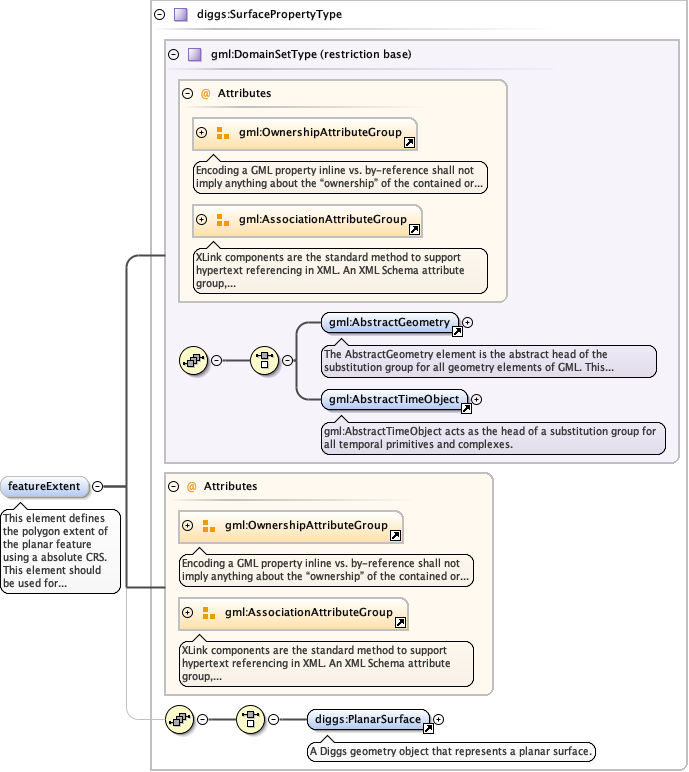 diggs:SurfacePropertyType
gml:DomainSetType (restriction base)
@ Attributes
gml:OwnershipAttributeGroup
Encoding a GML property inline vs. by-reference shall not
imply anything about the “ownership” of the contained or...
gml:AssociationAttributeGroup
XLink components are the standard method to support
hypertext referencing in XML. An XML Schema attribute
group,...
gml:AbstractGeometry
The AbstractGeometry element is the abstract head of the
substitution group for all geometry elements of GML. This...
gml:AbstractTimeObject
gml:AbstractTimeObject acts as the head of a substitution group for
all temporal primitives and complexes.
featureExtent
This element defines
the polygon extent of
the planar feature
using a absolute CRS.
This element should
be used for...
@ Attributes
gml:OwnershipAttributeGroup
Encoding a GML property inline vs. by-reference shall not
imply anything about the “ownership” of the contained or...
gml:AssociationAttributeGroup
XLink components are the standard method to support
hypertext referencing in XML. An XML Schema attribute
group,...
diggs:PlanarSurface
A Diggs geometry object that represents a planar surface.